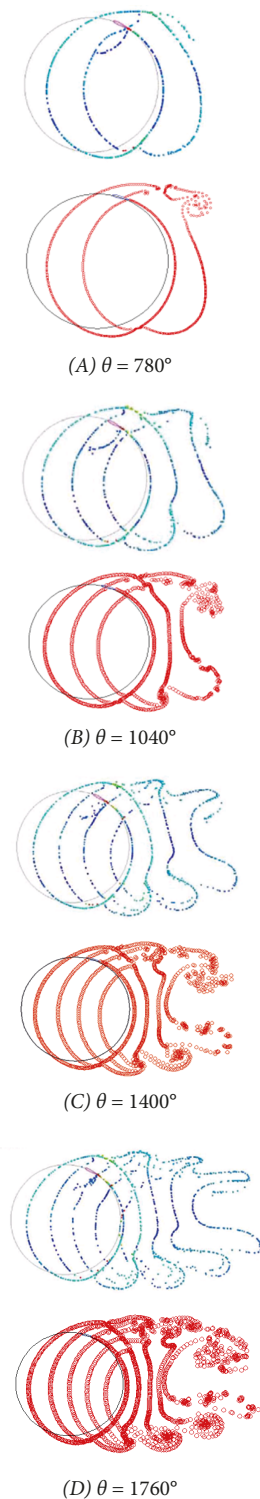 (A) θ = 780°
(B) θ = 1040°
(C) θ = 1400°
(D) θ = 1760°